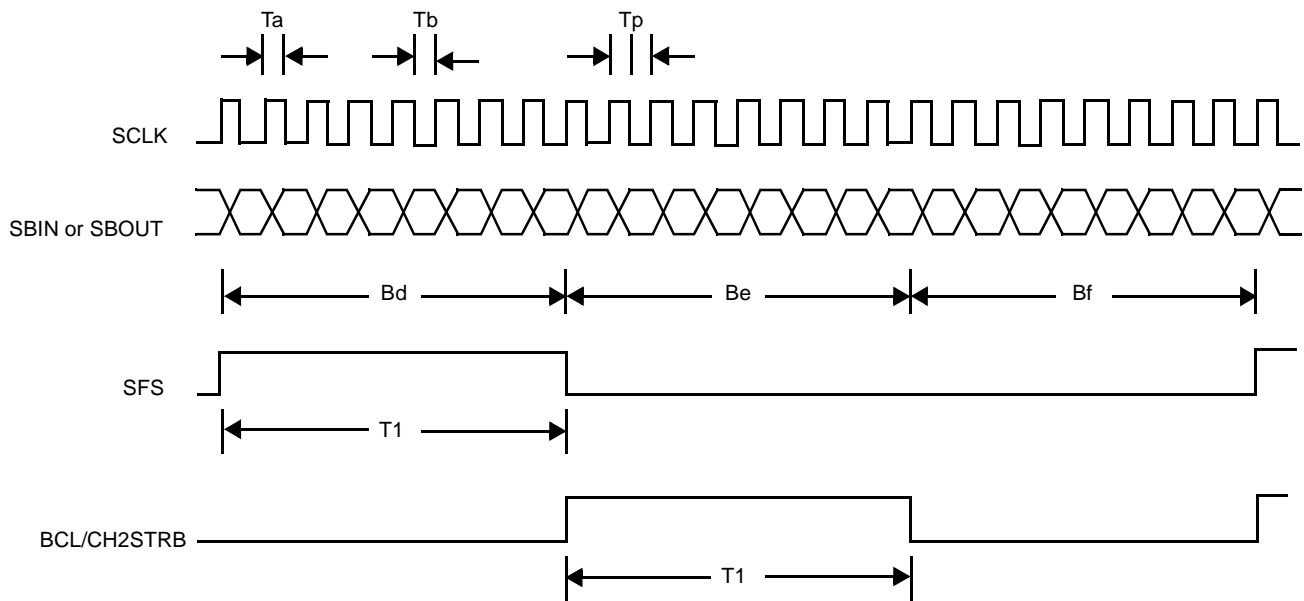 Ta Tb Tp
SCLK
SBIN or SBOUT
Bd Be Bf
SFS
T1
BCL/CH2STRB
T1